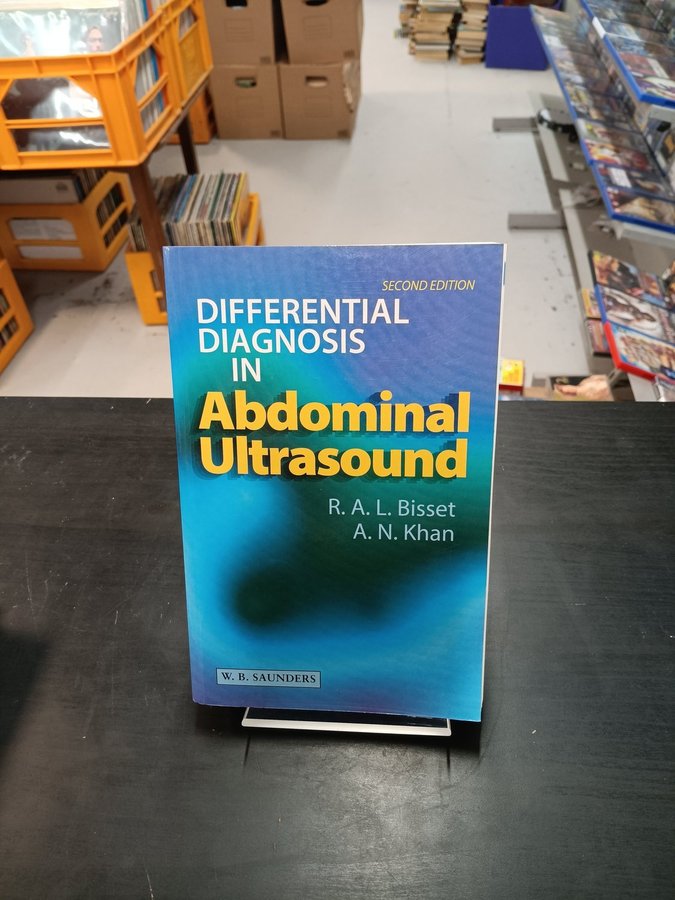 SECOND EDITION
DIFFERENTIAL
DIAGNOSIS
IN
Abdominal
Ultrasound
R. A. L. Bisset
A. N. Khan
W. B. SAUNDERS